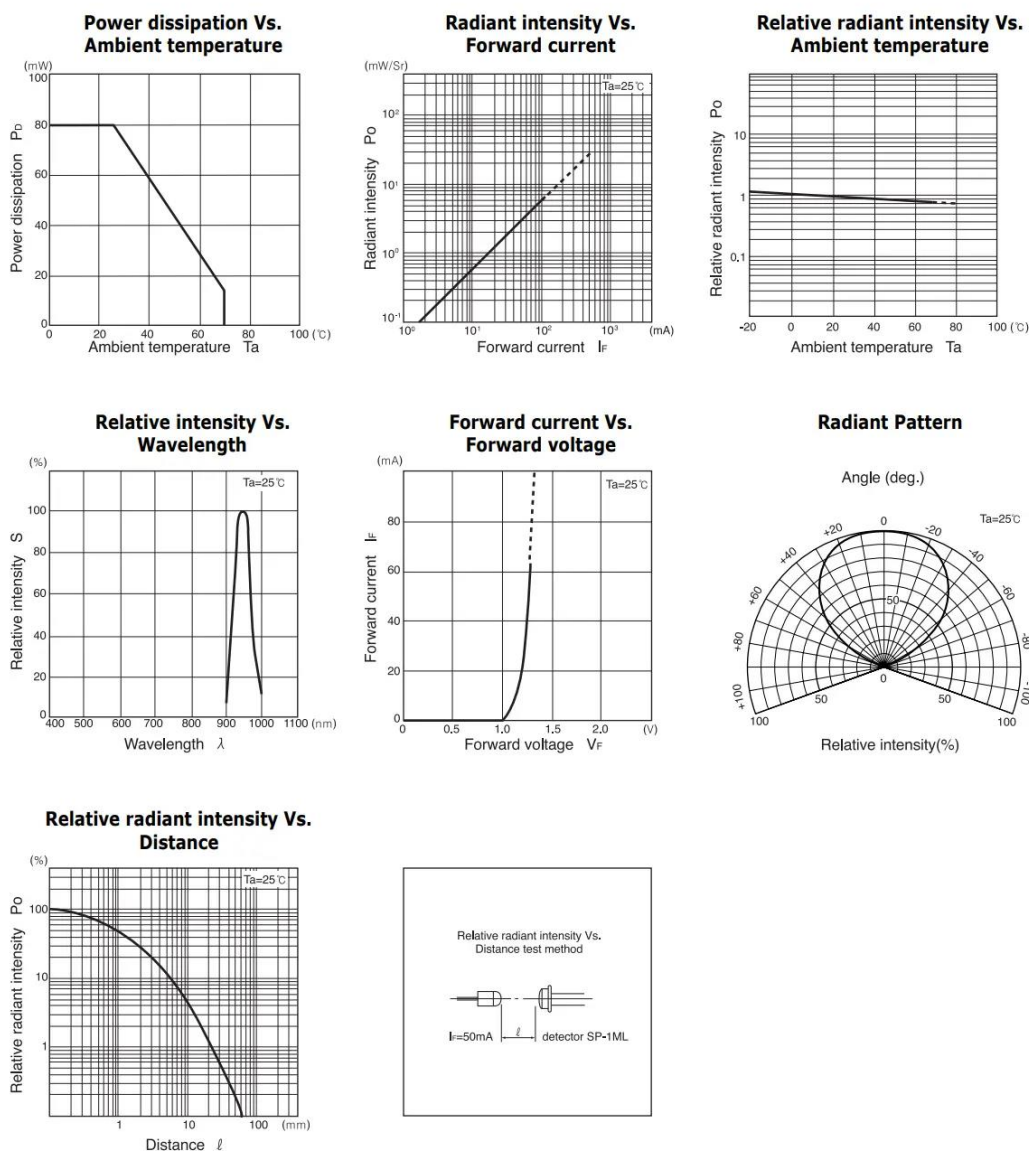 Power dissipation Vs.
Ambient temperature
(mW)
100
80
60
40
20
0
Power dissipation PD
0 20 40 60 80 100 (℃)
Ambient temperature Ta
Radiant intensity Vs.
Forward current
(mW/Sr)
Ta=25℃
10²
10¹
10⁰
10⁻¹
Radiant intensity Po
10⁰ 10¹ 10² 10³ (mA)
Forward current IF
Relative radiant intensity Vs.
Ambient temperature
10
1
0.1
Relative radiant intensity Po
-20 0 20 40 60 80 100 (℃)
Ambient temperature Ta
Relative intensity Vs.
Wavelength
(%)
Ta=25℃
100
80
60
40
20
0
Relative intensity S
400 500 600 700 800 900 1000 1100 (nm)
Wavelength λ
Forward current Vs.
Forward voltage
(mA)
Ta=25℃
80
60
40
20
0
Forward current IF
0 0.5 1.0 1.5 2.0 (V)
Forward voltage VF
Radiant Pattern
Angle (deg.)
Ta=25℃
+100 +80 +60 +40 +20 0 -20 -40 -60 -80 -100
50
0
100 50 50 100
Relative intensity(%)
Relative radiant intensity Vs.
Distance
(%)
Ta=25℃
100
10
1
Relative radiant intensity Po
1 10 100 (mm)
Distance ℓ
Relative radiant intensity Vs.
Distance test method
IF=50mA ℓ detector SP-1ML